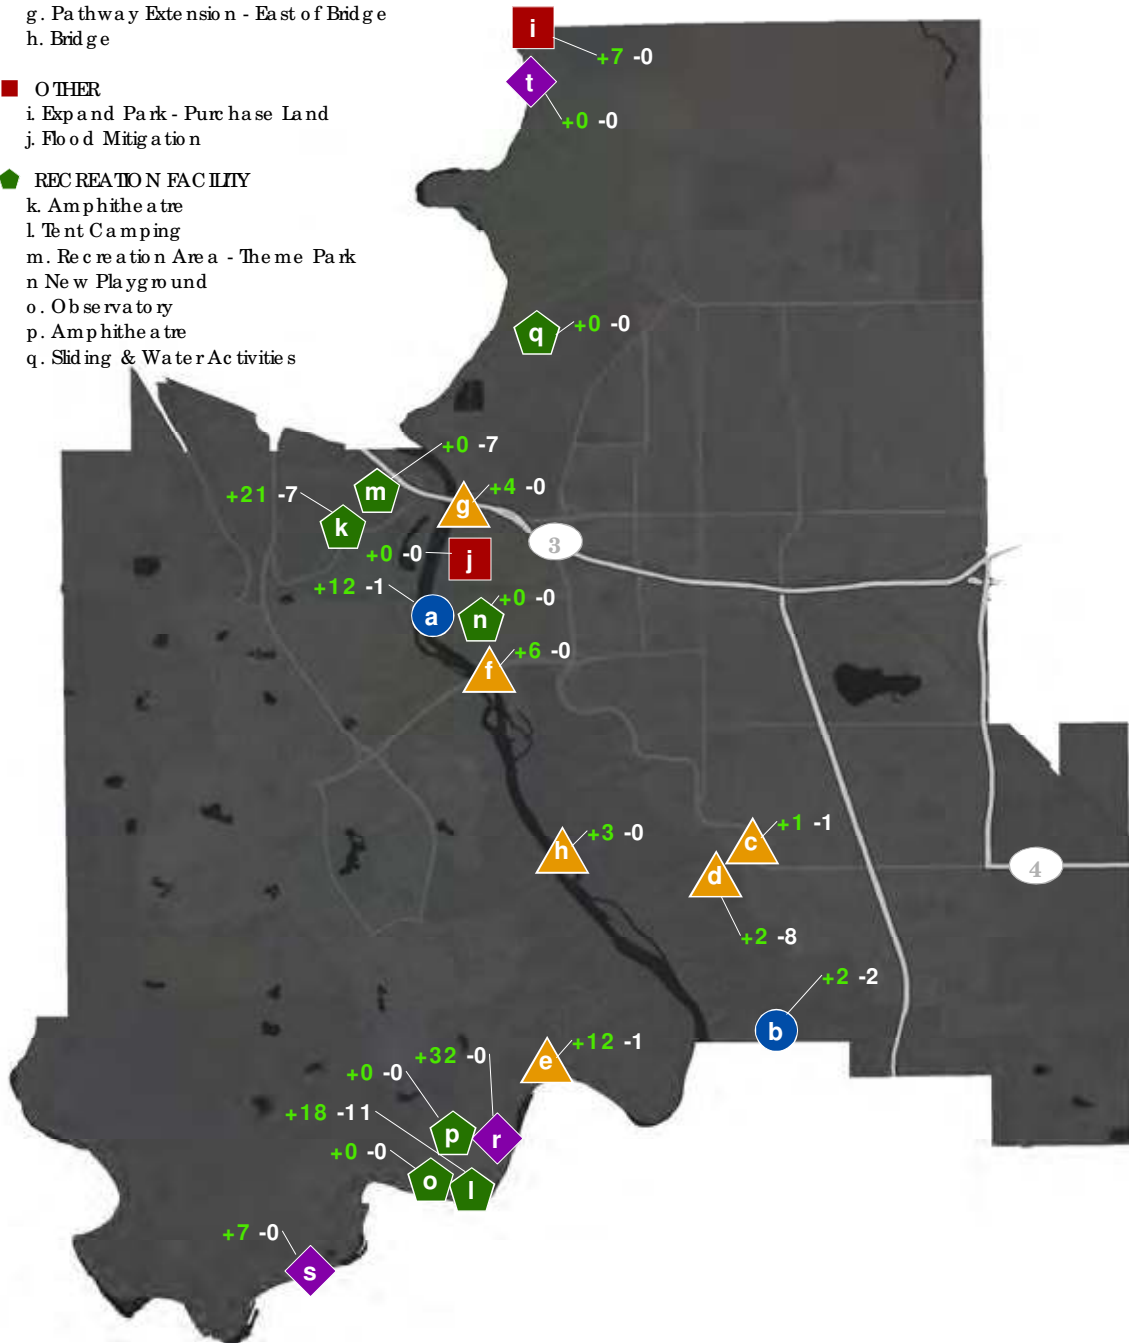 g. Pathway Extension - East of Bridge
h. Bridge
OTHER
i. Expand Park - Purchase Land
j. Flood Mitigation
RECREATION FACILITY
k. Amphitheatre
l. Tent Camping
m. Recreation Area - Theme Park
n New Playground
o. Observatory
p. Amphitheatre
q. Sliding & Water Activities
i
+7 -0
t
+0 -0
q
+0 -0
+0 -7
m
+21 -7
k
g
+4 -0
3
+0 -0
j
+12 -1
a
+0 -0
n
f
+6 -0
h
+3 -0
+1 -1
c
d
4
+2 -8
+2 -2
b
e
+12 -1
+32 -0
+0 -0
+18 -11
p
r
+0 -0
o
l
+7 -0
s